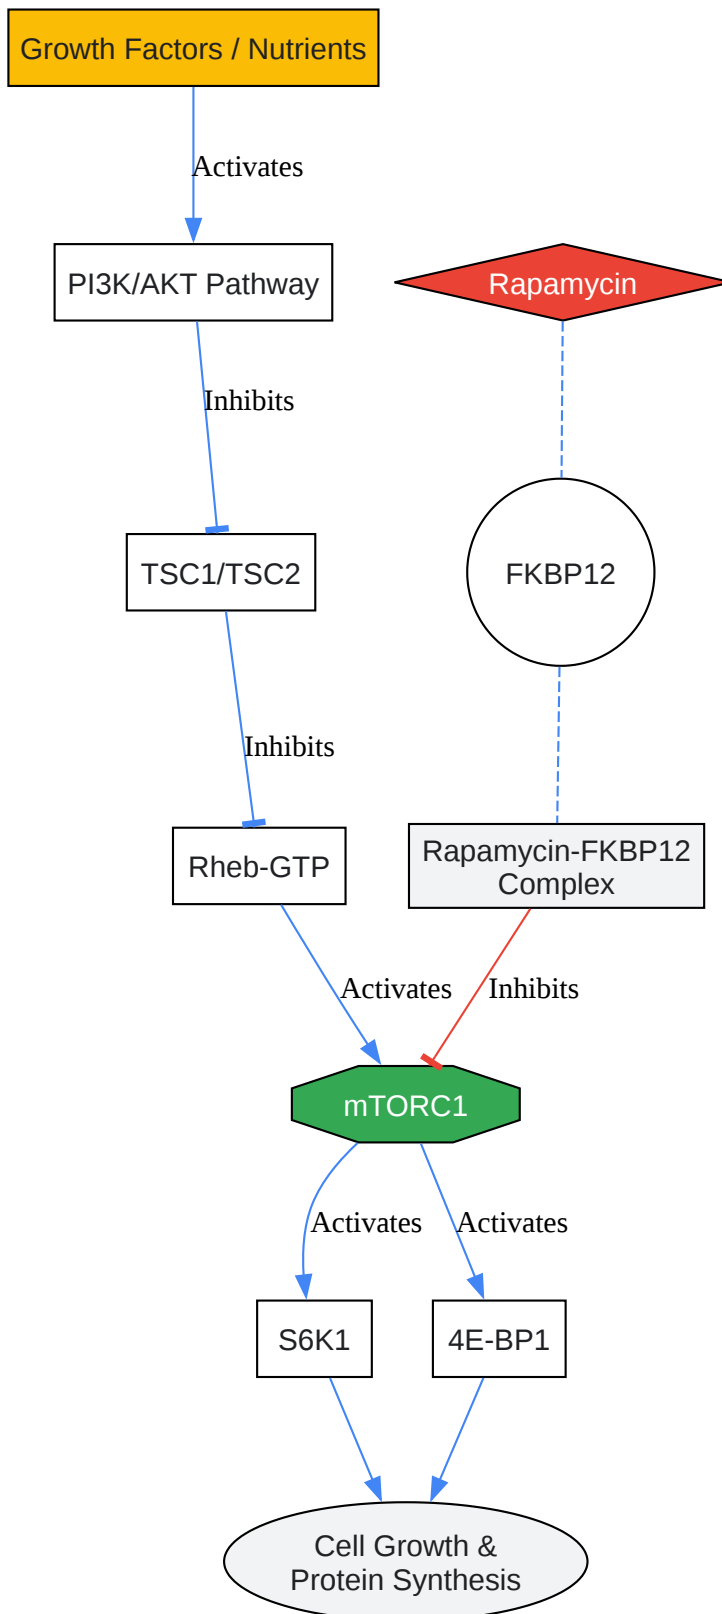 Growth Factors / Nutrients
Activates
PI3K/AKT Pathway
Rapamycin
Inhibits
TSC1/TSC2
FKBP12
Inhibits
Rheb-GTP
Rapamycin-FKBP12
Complex
Activates
Inhibits
mTORC1
Activates
Activates
S6K1
4E-BP1
Cell Growth &
Protein Synthesis